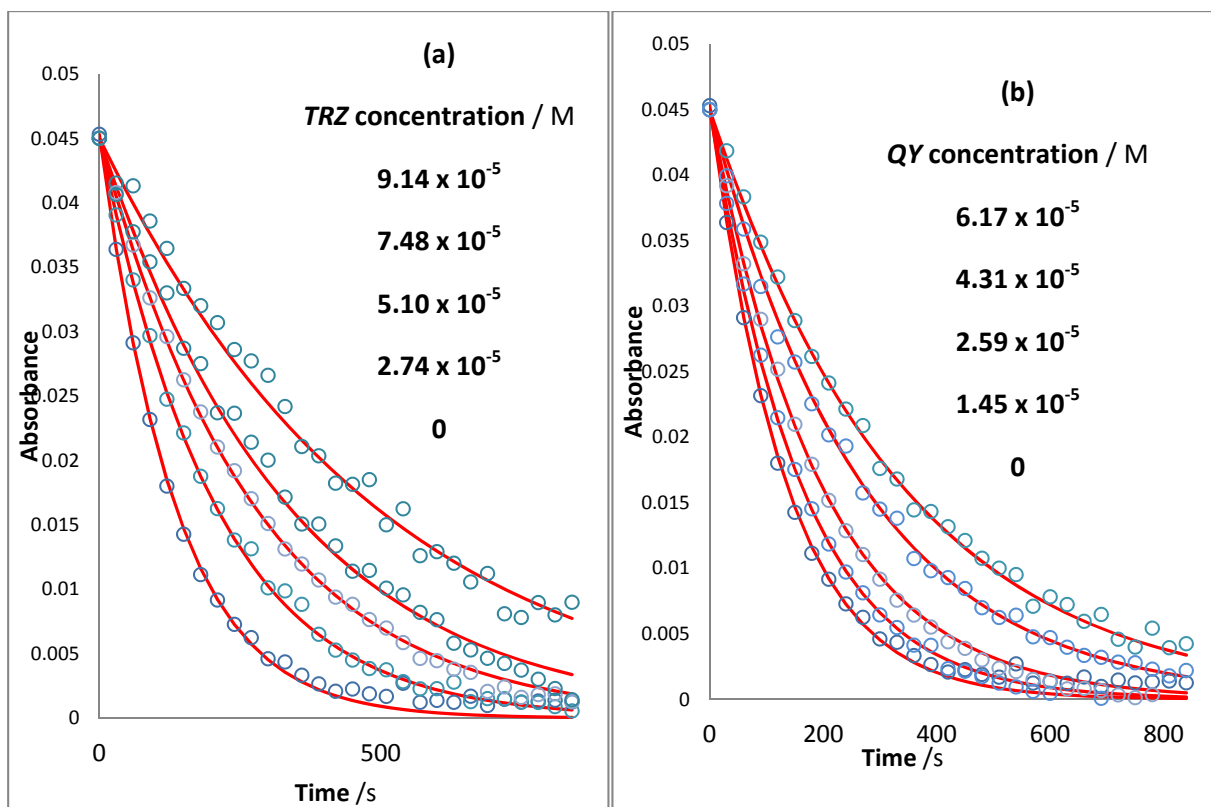 (a)
TRZ concentration / M
9.14 x 10⁻⁵
7.48 x 10⁻⁵
5.10 x 10⁻⁵
2.74 x 10⁻⁵
0
0.05
0.045
0.04
0.035
0.03
0.025
0.02
0.015
0.01
0.005
0
Absorbance
0
500
Time /s
(b)
QY concentration / M
6.17 x 10⁻⁵
4.31 x 10⁻⁵
2.59 x 10⁻⁵
1.45 x 10⁻⁵
0
0.05
0.045
0.04
0.035
0.03
0.025
0.02
0.015
0.01
0.005
0
Absorbance
0
200
400
600
800
Time /s